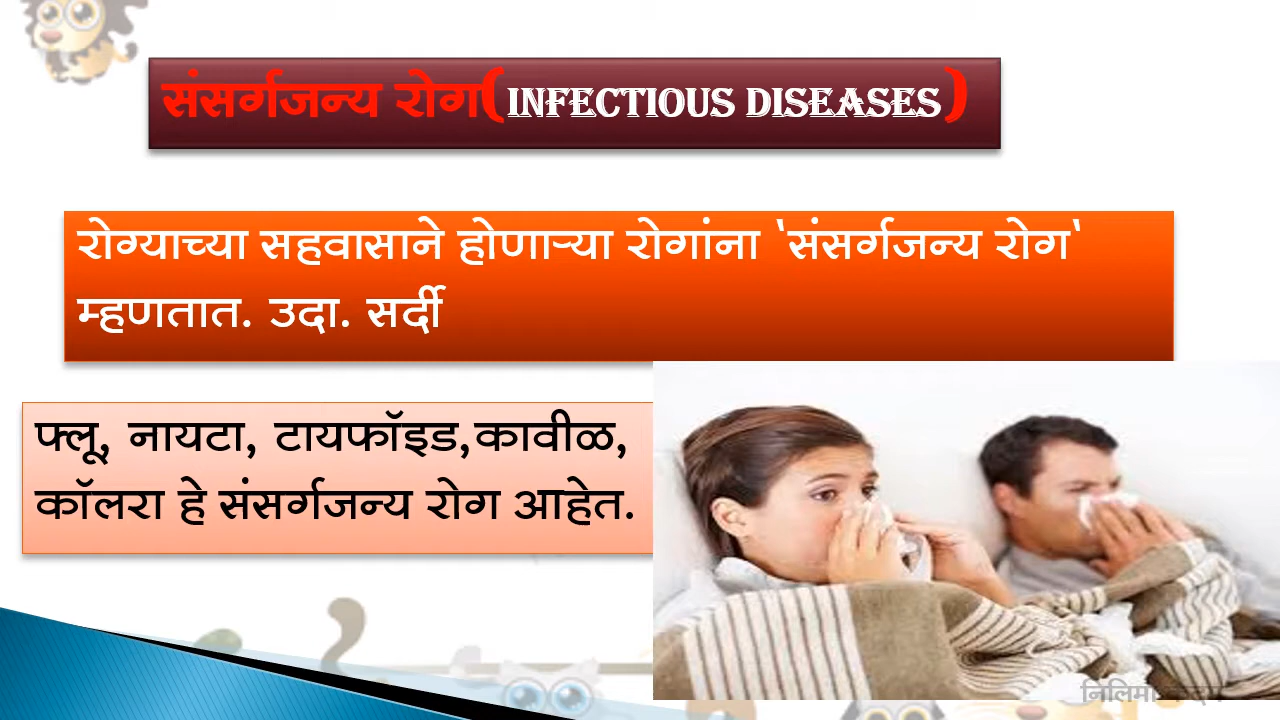 संसर्गजन्य रोग(INFECTIOUS DISEASES)
रोग्याच्या सहवासाने होणाऱ्या रोगांना 'संसर्गजन्य रोग'
म्हणतात. उदा. सर्दी
फ्लू, नायटा, टायफॉइड,कावीळ,
कॉलरा हे संसर्गजन्य रोग आहेत.